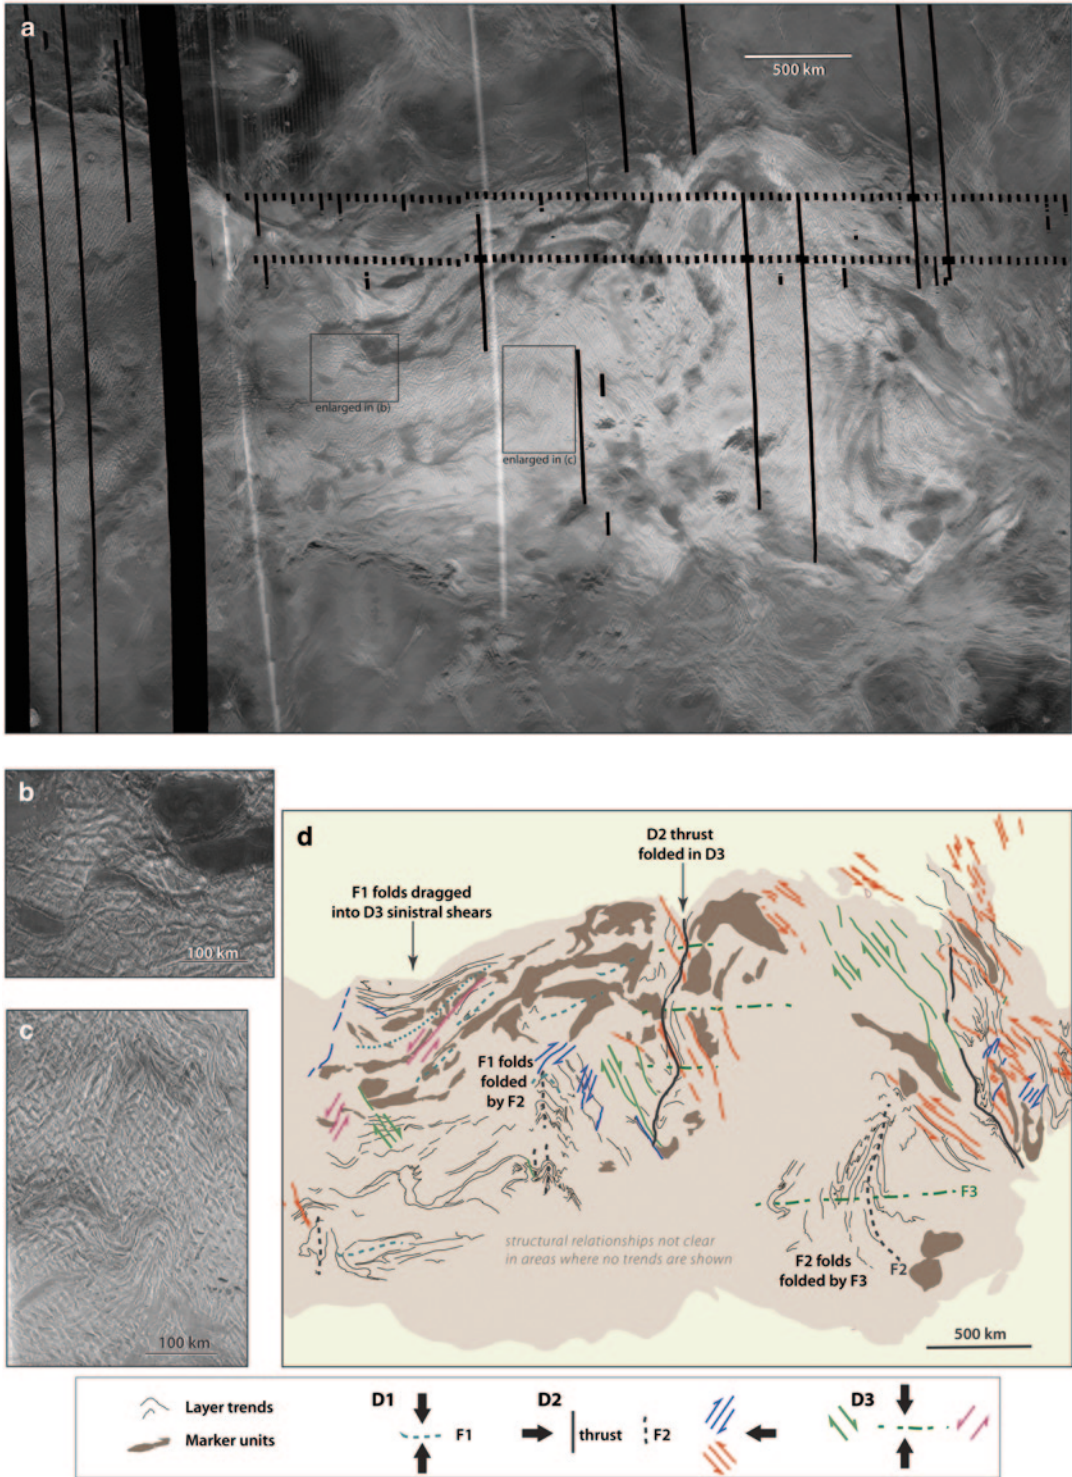 a
500 km
enlarged in (b)
enlarged in (c)
b
100 km
c
100 km
d
D2 thrust
folded in D3
F1 folds dragged
into D3 sinistral shears
F1 folds
folded
by F2
F3
structural relationships not clear
in areas where no trends are shown
F2 folds
folded by F3
F2
500 km
Layer trends
Marker units
D1
F1
D2
thrust
F2
D3